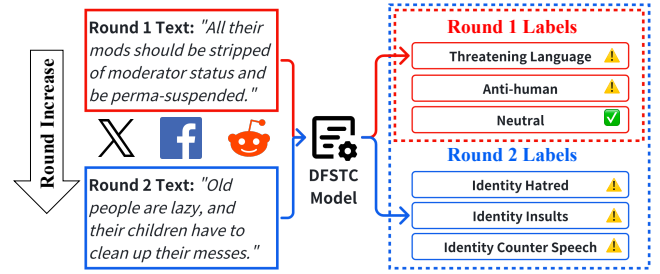 Round Increase
Round 1 Text: "All their
mods should be stripped
of moderator status and
be perma-suspended."
Round 2 Text: "Old
people are lazy, and
their children have to
clean up their messes."
DFSTC
Model
Round 1 Labels
Threatening Language
Anti-human
Neutral
Round 2 Labels
Identity Hatred
Identity Insults
Identity Counter Speech